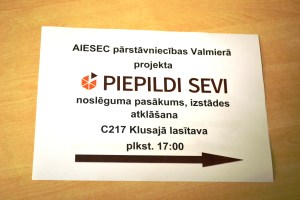 AIESEC pārstāvniecības Valmierā
projekta
PIEPILDI SEVI
noslēguma pasākums, izstādes
atklāšana
C217 Klusajā lasītava
plkst. 17:00